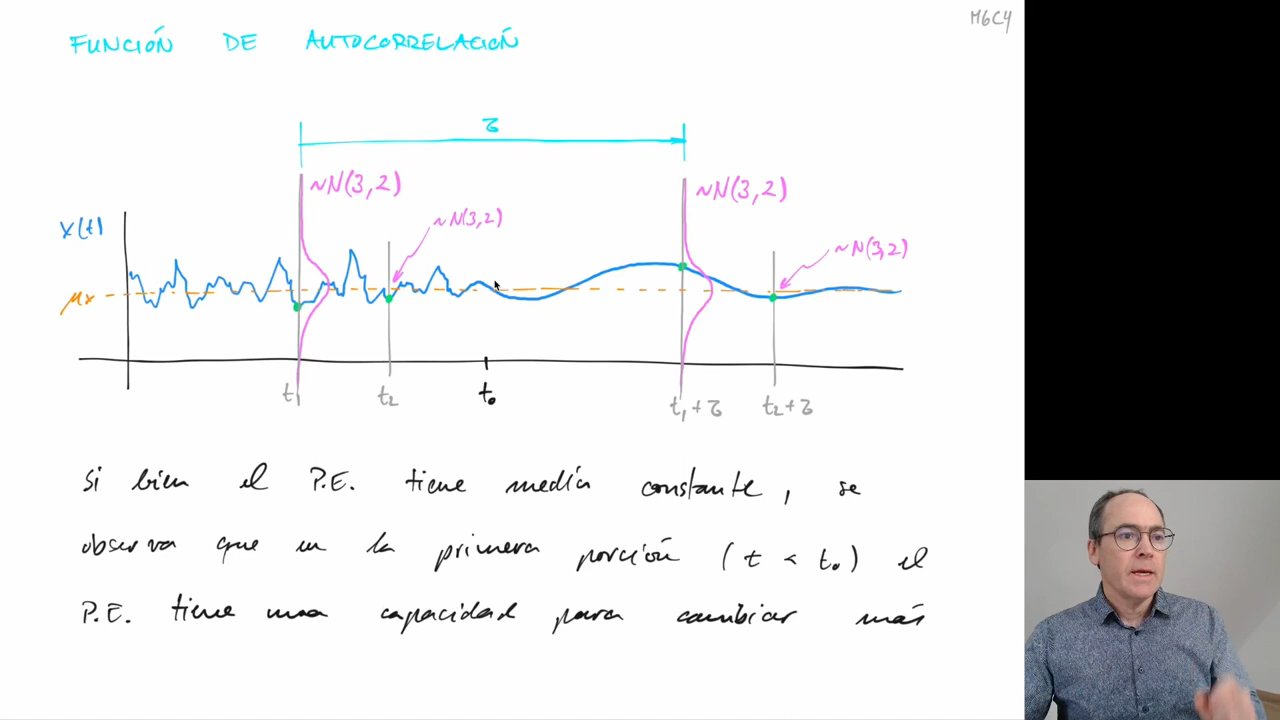 M6C4
FUNCIÓN DE AUTOCORRELACIÓN
τ
~N(3,2)
~N(3,2)
~N(3,2)
~N(3,2)
X(t)
μx
t1
t2
t0
t1+τ
t2+τ
Si bien el P.E. tiene media constante, se
observa que en la primera porción (t < t0) el
P.E. tiene una capacidad para cambiar más